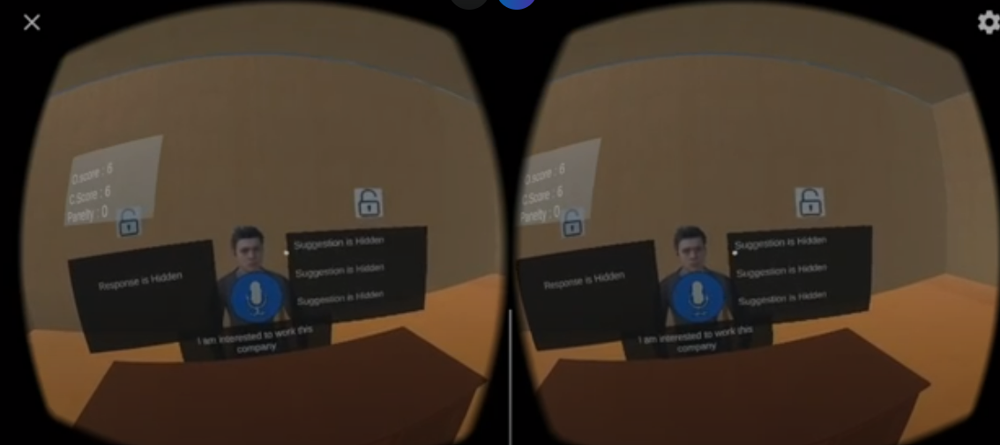 O.score : 6
C.Score : 6
Panelty : 0
Response is Hidden
Suggestion is Hidden
Suggestion is Hidden
Suggestion is Hidden
I am interested to work this
company
O.score : 6
C.Score : 6
Panelty : 0
Response is Hidden
Suggestion is Hidden
Suggestion is Hidden
Suggestion is Hidden
I am interested to work this
company